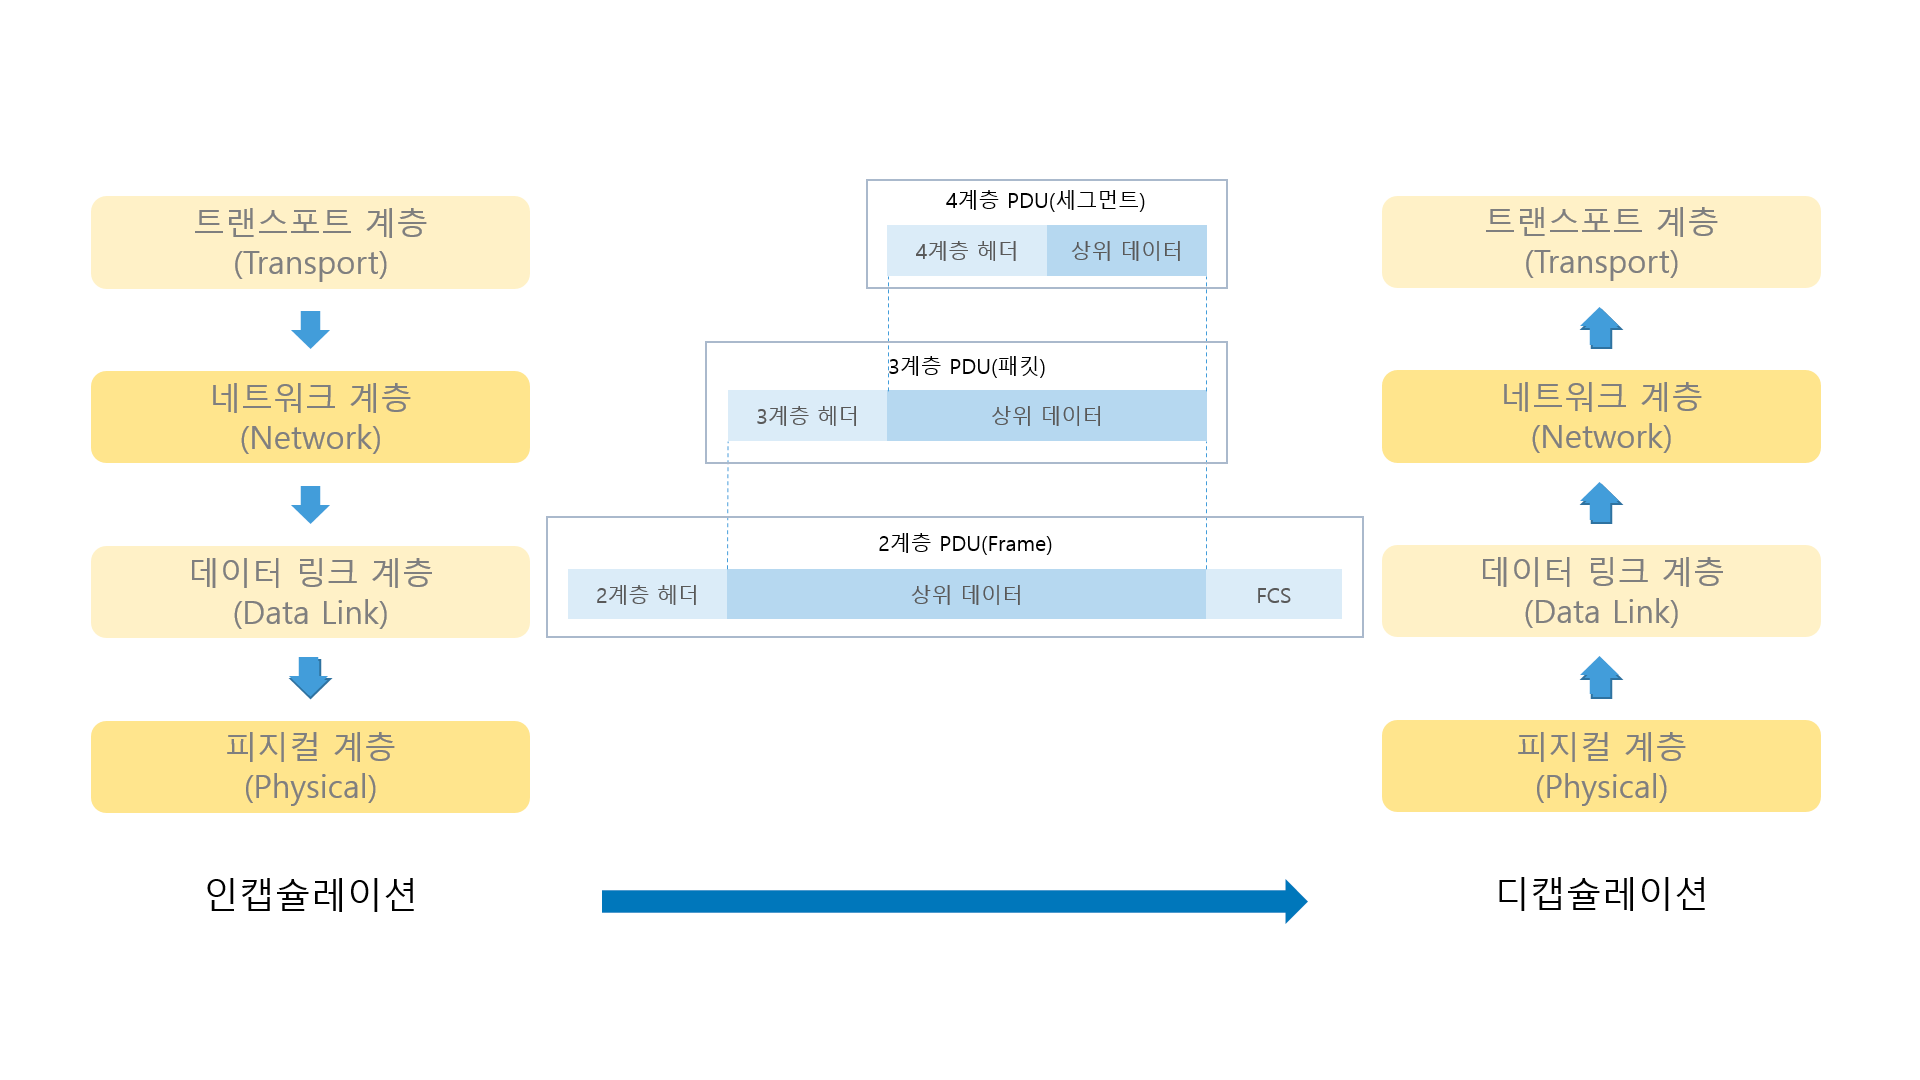 트랜스포트 계층
(Transport)
네트워크 계층
(Network)
데이터 링크 계층
(Data Link)
피지컬 계층
(Physical)
인캡슐레이션
4계층 PDU(세그먼트)
4계층 헤더
상위 데이터
3계층 PDU(패킷)
3계층 헤더
상위 데이터
2계층 PDU(Frame)
2계층 헤더
상위 데이터
FCS
트랜스포트 계층
(Transport)
네트워크 계층
(Network)
데이터 링크 계층
(Data Link)
피지컬 계층
(Physical)
디캡슐레이션